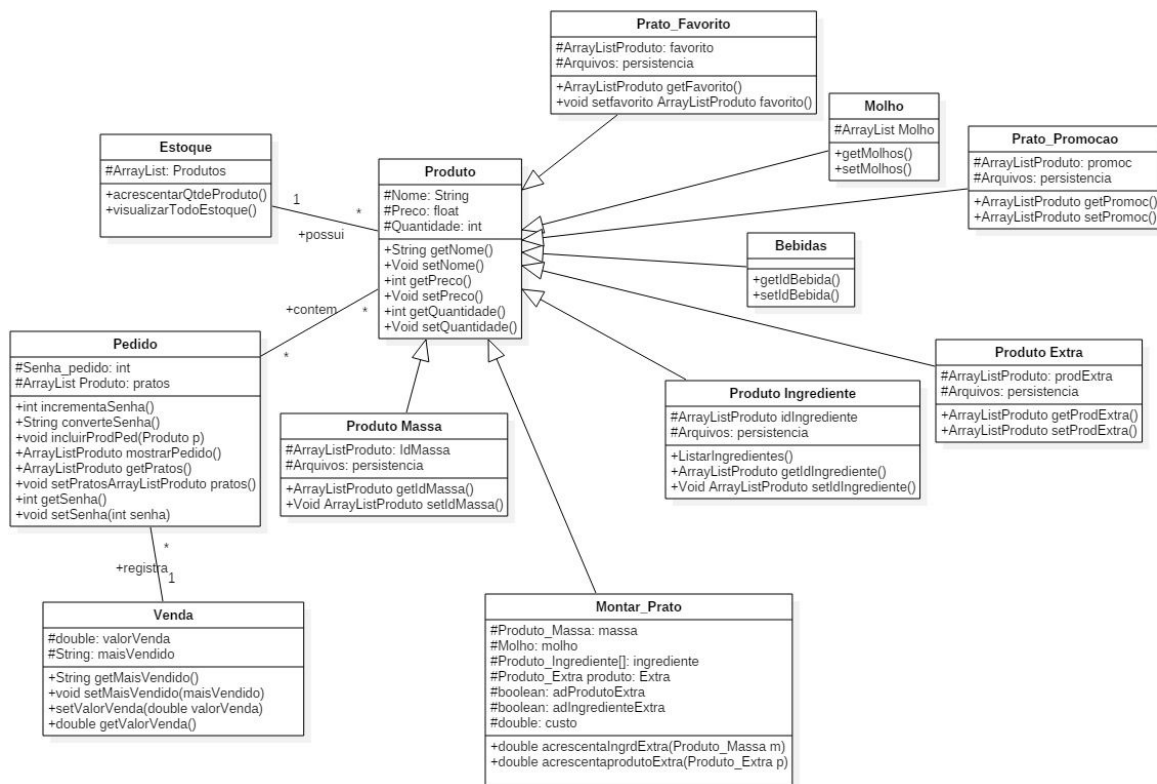 Prato_Favorito
#ArrayListProduto: favorito
#Arquivos: persistencia
+ArrayListProduto getFavorito()
+void setfavorito ArrayListProduto favorito()
Molho
#ArrayList Molho
+getMolhos()
+setMolhos()
Prato_Promocao
#ArrayListProduto: promoc
#Arquivos: persistencia
+ArrayListProduto getPromoc()
+ArrayListProduto setPromoc()
Estoque
#ArrayList: Produtos
+acrescentarQtdeProduto()
+visualizarTodoEstoque()
1
*
+possui
Produto
#Nome: String
#Preco: float
#Quantidade: int
+String getNome()
+Void setNome()
+int getPreco()
+Void setPreco()
+int getQuantidade()
+Void setQuantidade()
Bebidas
+getIdBebida()
+setIdBebida()
+contem
*
*
Pedido
#Senha_pedido: int
#ArrayList Produto: pratos
+int incrementaSenha()
+String converteSenha()
+void incluirProdPed(Produto p)
+ArrayListProduto mostrarPedido()
+ArrayListProduto getPratos()
+void setPratosArrayListProduto pratos()
+int getSenha()
+void setSenha(int senha)
Produto Extra
#ArrayListProduto: prodExtra
#Arquivos: persistencia
+ArrayListProduto getProdExtra()
+ArrayListProduto setProdExtra()
Produto Ingrediente
#ArrayListProduto idIngrediente
#Arquivos: persistencia
+ListarIngredientes()
+ArrayListProduto getIdIngrediente()
+Void ArrayListProduto setIdIngrediente()
Produto Massa
#ArrayListProduto: IdMassa
#Arquivos: persistencia
+ArrayListProduto getIdMassa()
+Void ArrayListProduto setIdMassa()
*
+registra
1
Venda
#double: valorVenda
#String: maisVendido
+String getMaisVendido()
+void setMaisVendido(maisVendido)
+setValorVenda(double valorVenda)
+double getValorVenda()
Montar_Prato
#Produto_Massa: massa
#Molho: molho
#Produto_Ingrediente[]: ingrediente
#Produto_Extra produto: Extra
#boolean: adProdutoExtra
#boolean: adIngredienteExtra
#double: custo
+double acrescentaIngrdExtra(Produto_Massa m)
+double acrescentaprodutoExtra(Produto_Extra p)